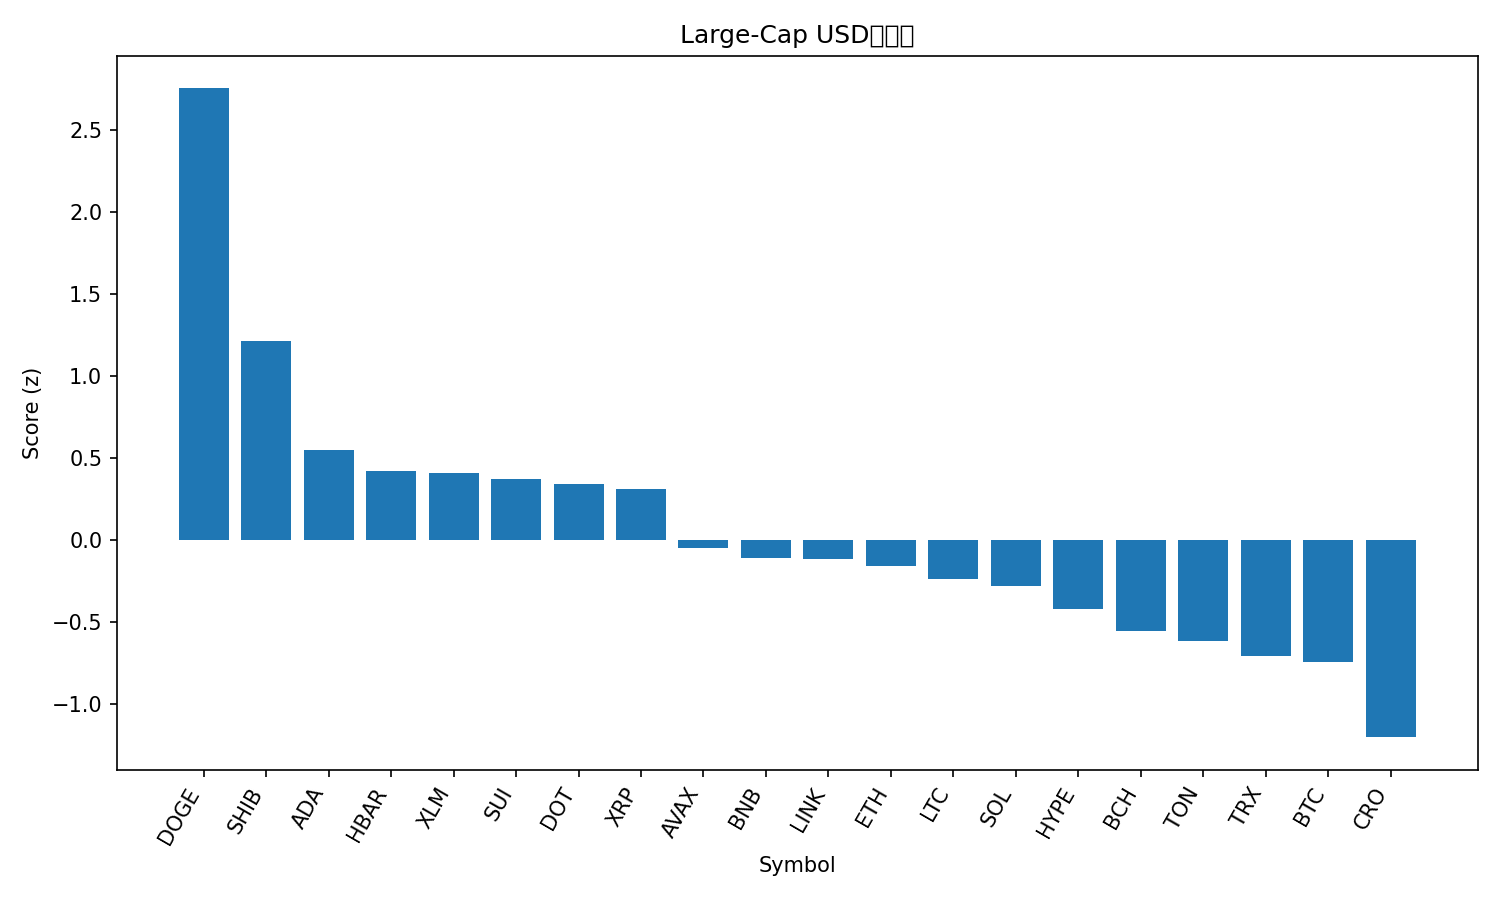 Large-Cap USD
Score (z)
2.5
2.0
1.5
1.0
0.5
0.0
−0.5
−1.0
DOGE
SHIB
ADA
HBAR
XLM
SUI
DOT
XRP
AVAX
BNB
LINK
ETH
LTC
SOL
HYPE
BCH
TON
TRX
BTC
CRO
Symbol